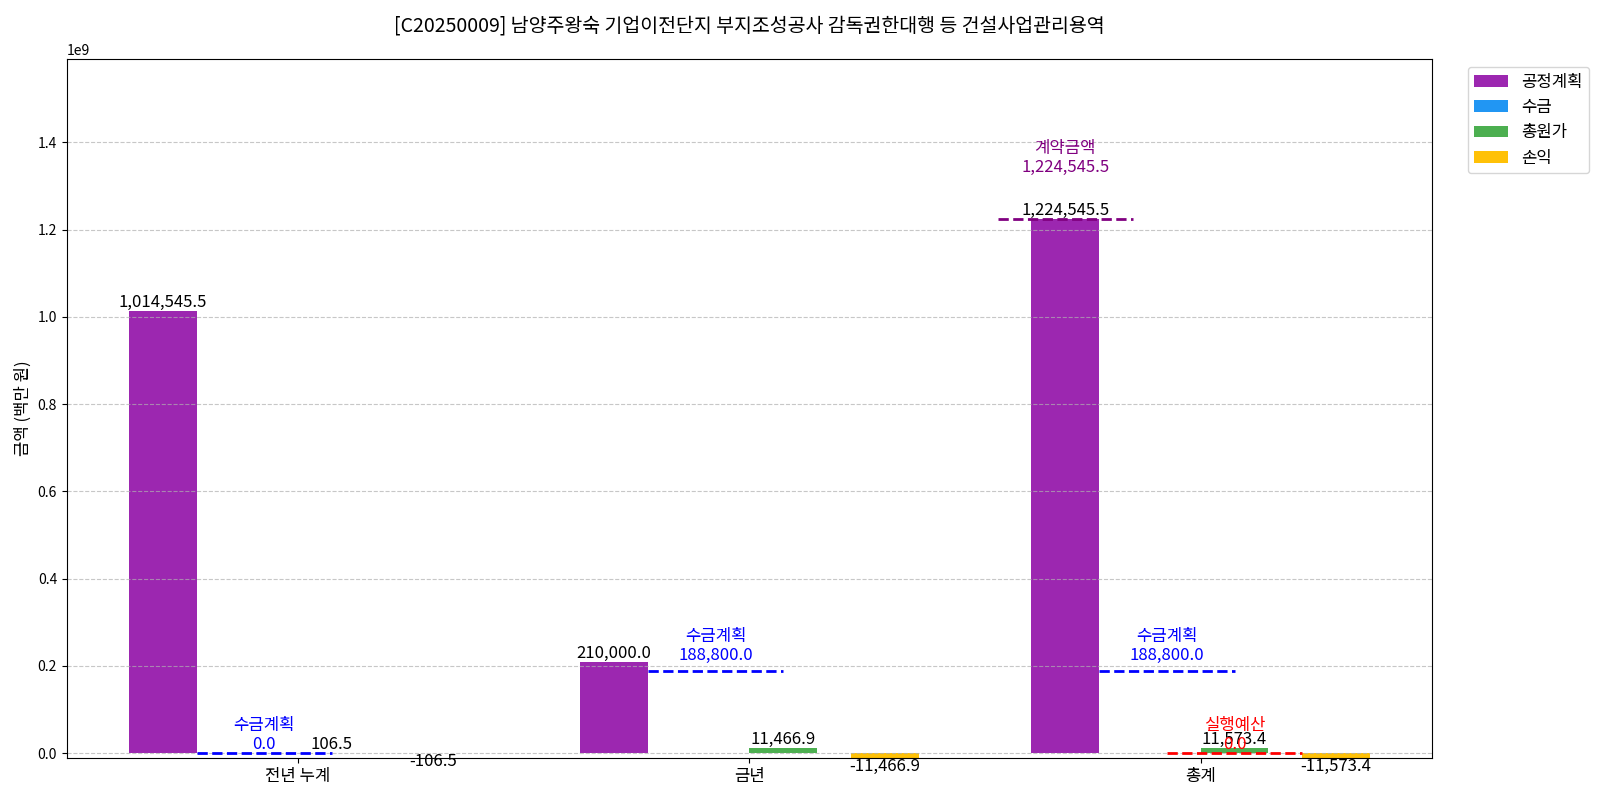 [C20250009] 남양주왕숙 기업이전단지 부지조성공사 감독권한대행 등 건설사업관리용역
1e9
공정계획
수금
총원가
손익
금액 (백만 원)
1.4
1.2
1.0
0.8
0.6
0.4
0.2
0.0
계약금액
1,224,545.5
1,224,545.5
1,014,545.5
수금계획
188,800.0
수금계획
188,800.0
210,000.0
수금계획
0.0
106.5
-106.5
11,466.9
-11,466.9
실행예산
0.0
11,573.4
-11,573.4
전년 누계
금년
총계